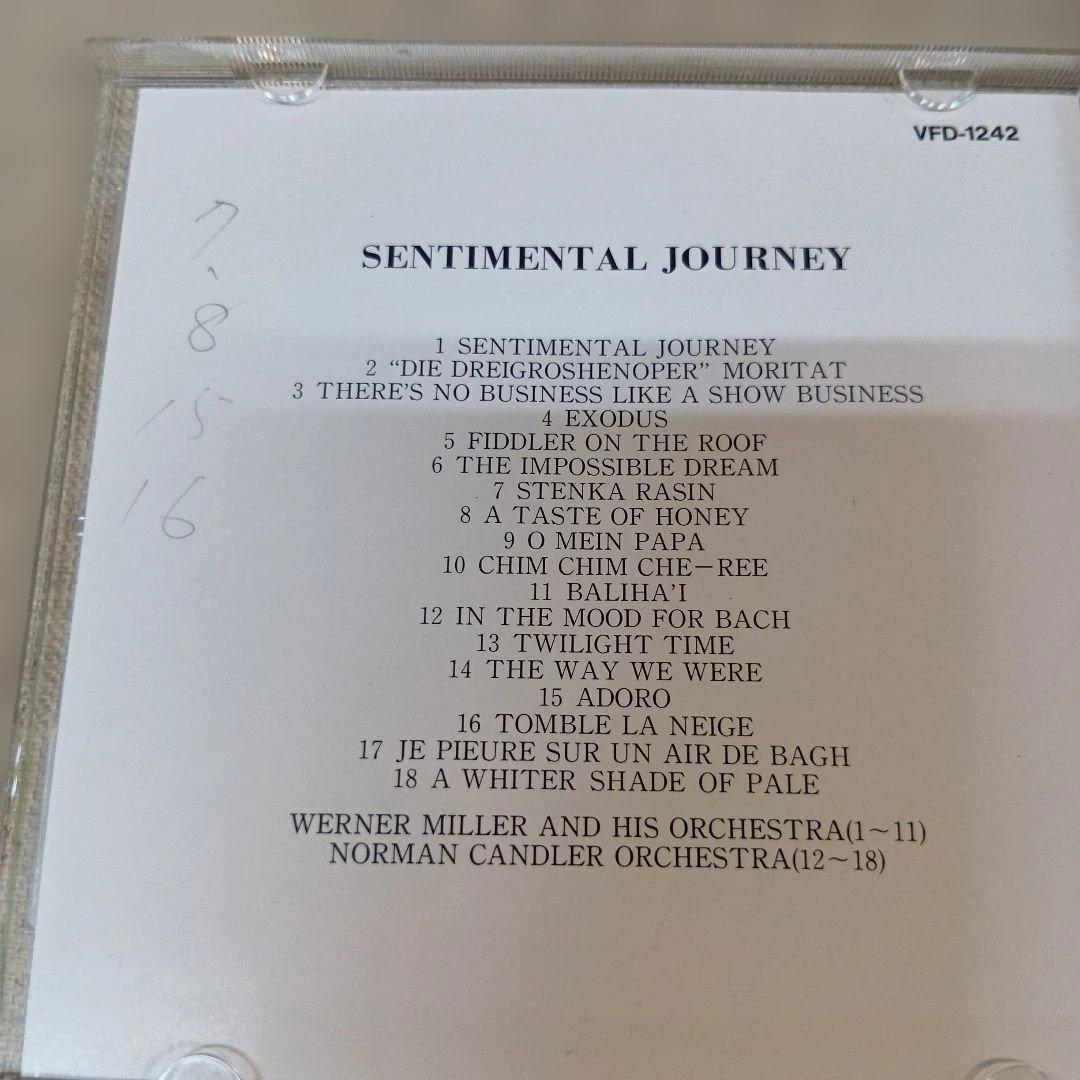 VFD-1242
SENTIMENTAL JOURNEY
7
8
15
16
1 SENTIMENTAL JOURNEY
2 “DIE DREIGROSHENOPER” MORITAT
3 THERE'S NO BUSINESS LIKE A SHOW BUSINESS
4 EXODUS
5 FIDDLER ON THE ROOF
6 THE IMPOSSIBLE DREAM
7 STENKA RASIN
8 A TASTE OF HONEY
9 O MEIN PAPA
10 CHIM CHIM CHE－REE
11 BALIHA'I
12 IN THE MOOD FOR BACH
13 TWILIGHT TIME
14 THE WAY WE WERE
15 ADORO
16 TOMBLE LA NEIGE
17 JE PIEURE SUR UN AIR DE BAGH
18 A WHITER SHADE OF PALE
WERNER MILLER AND HIS ORCHESTRA(1～11)
NORMAN CANDLER ORCHESTRA(12～18)